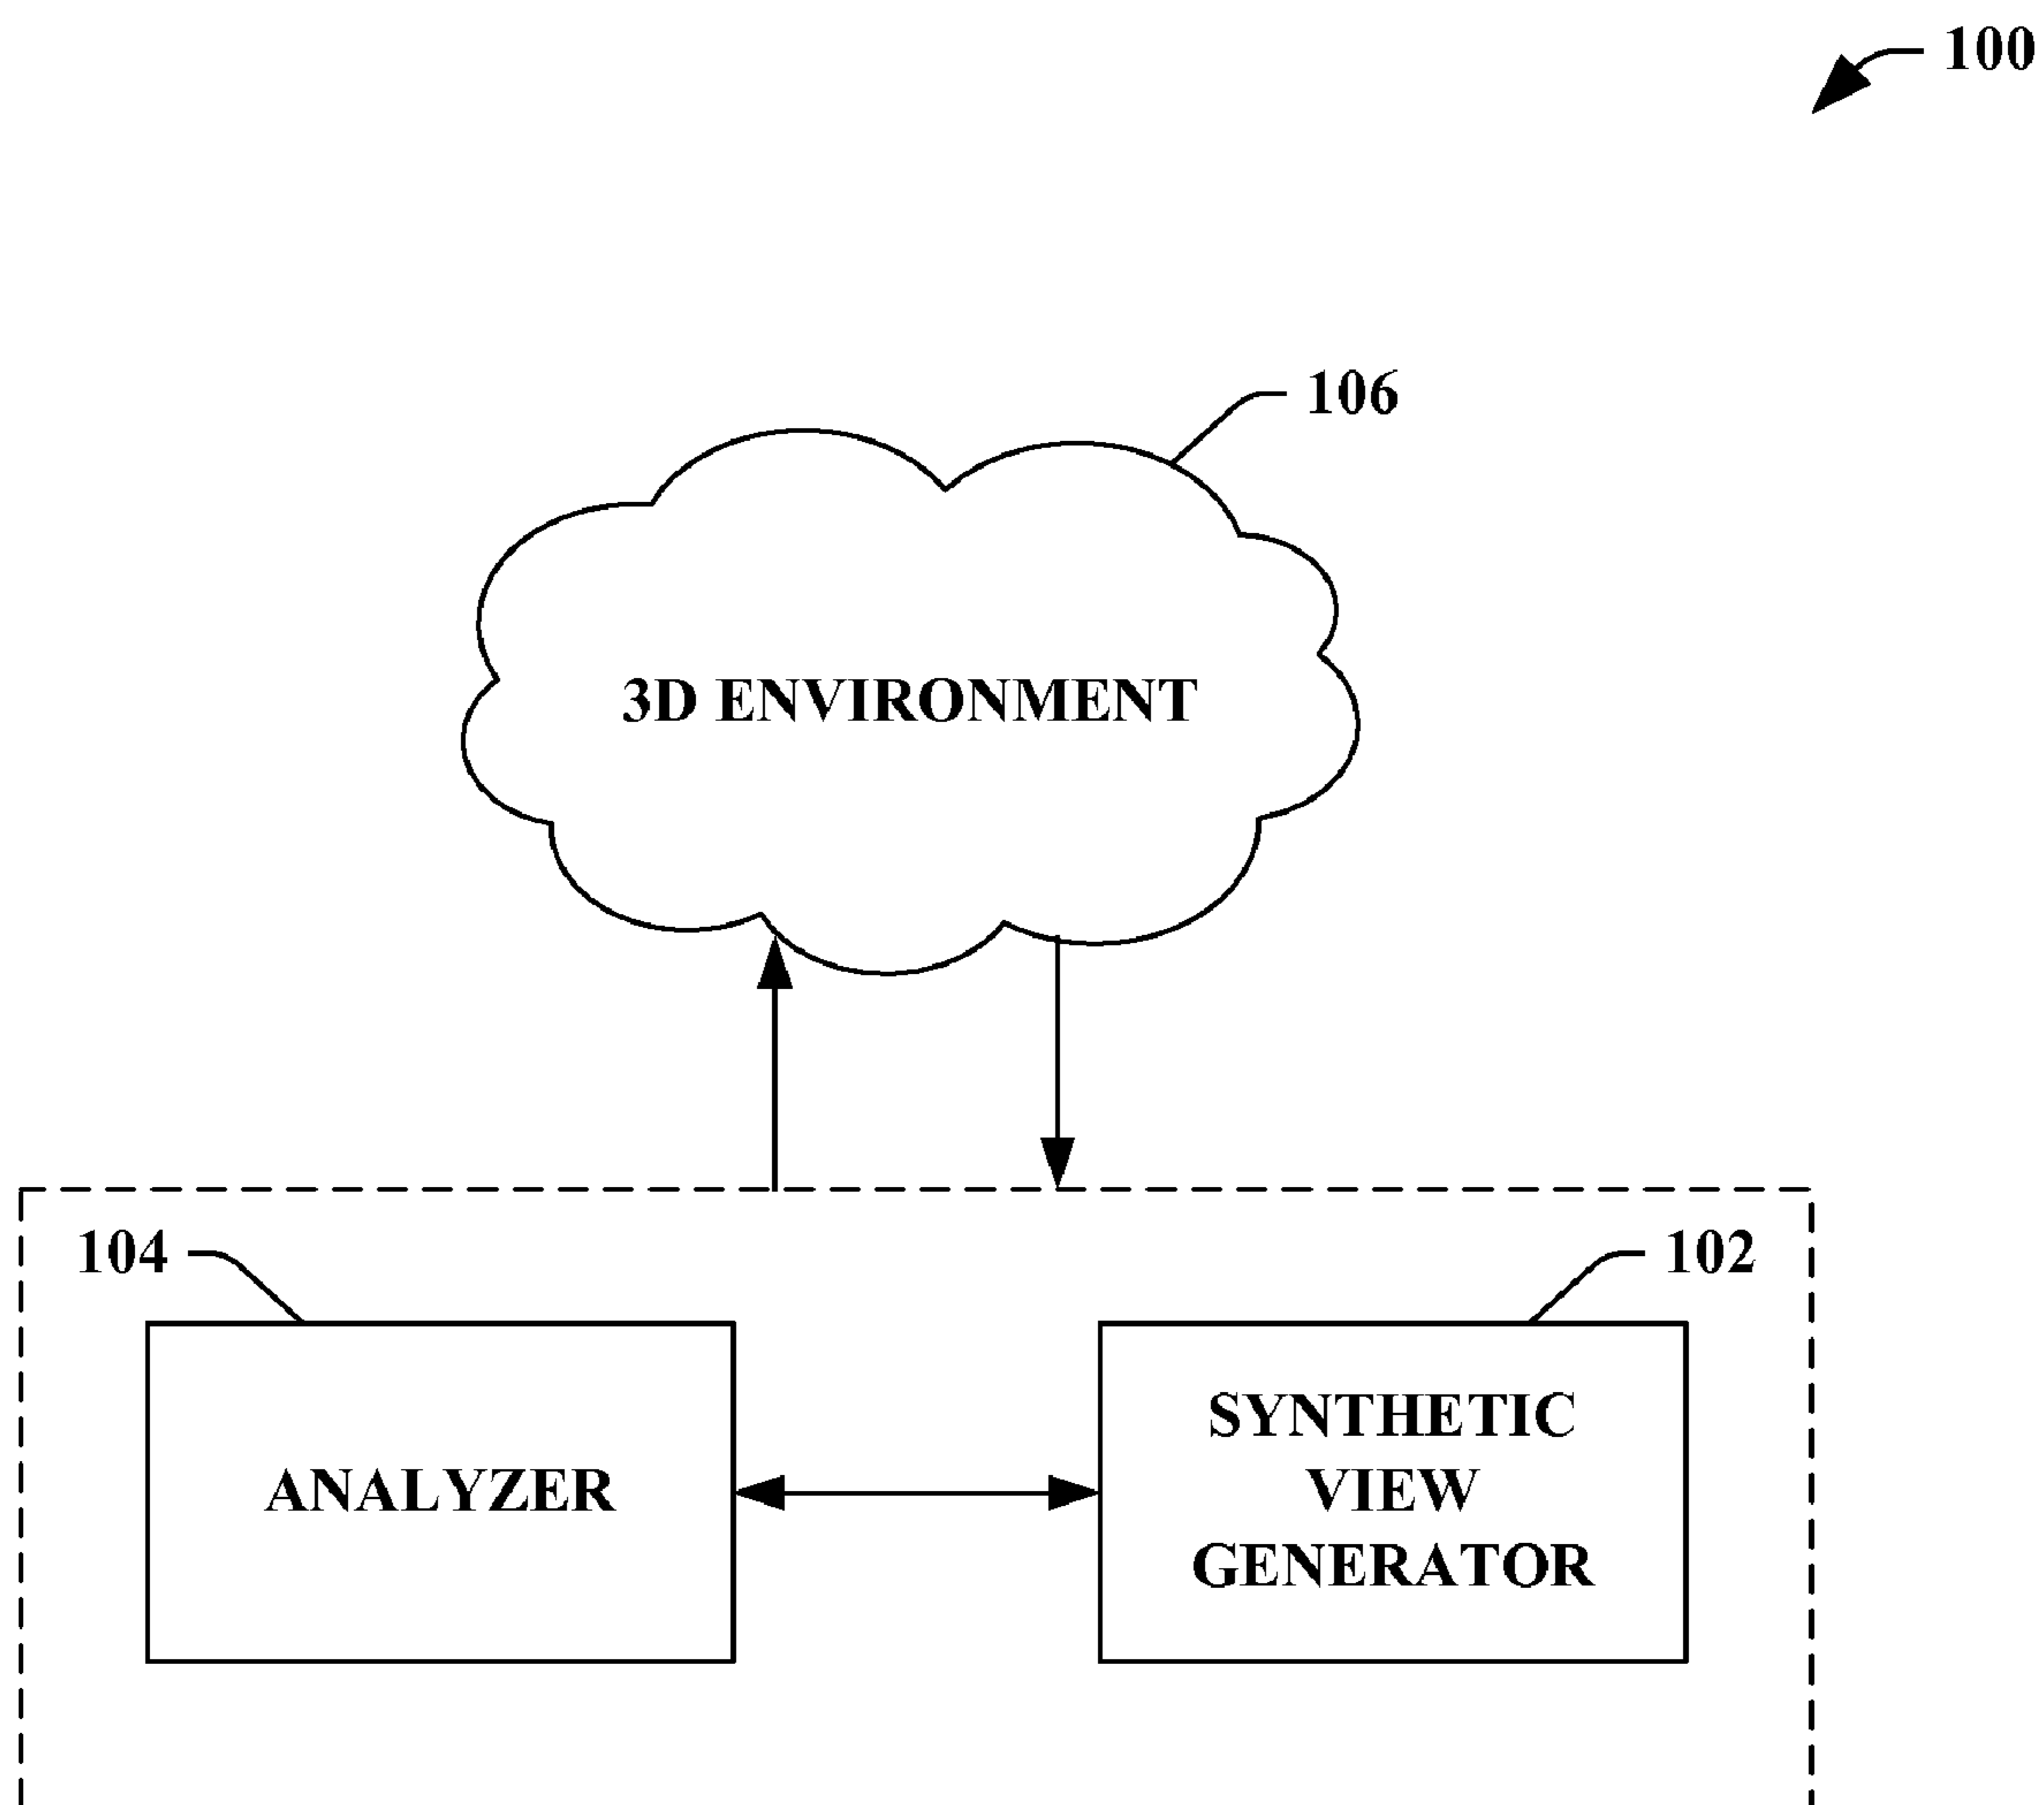 100
106
3D ENVIRONMENT
104
102
ANALYZER
SYNTHETIC
VIEW
GENERATOR